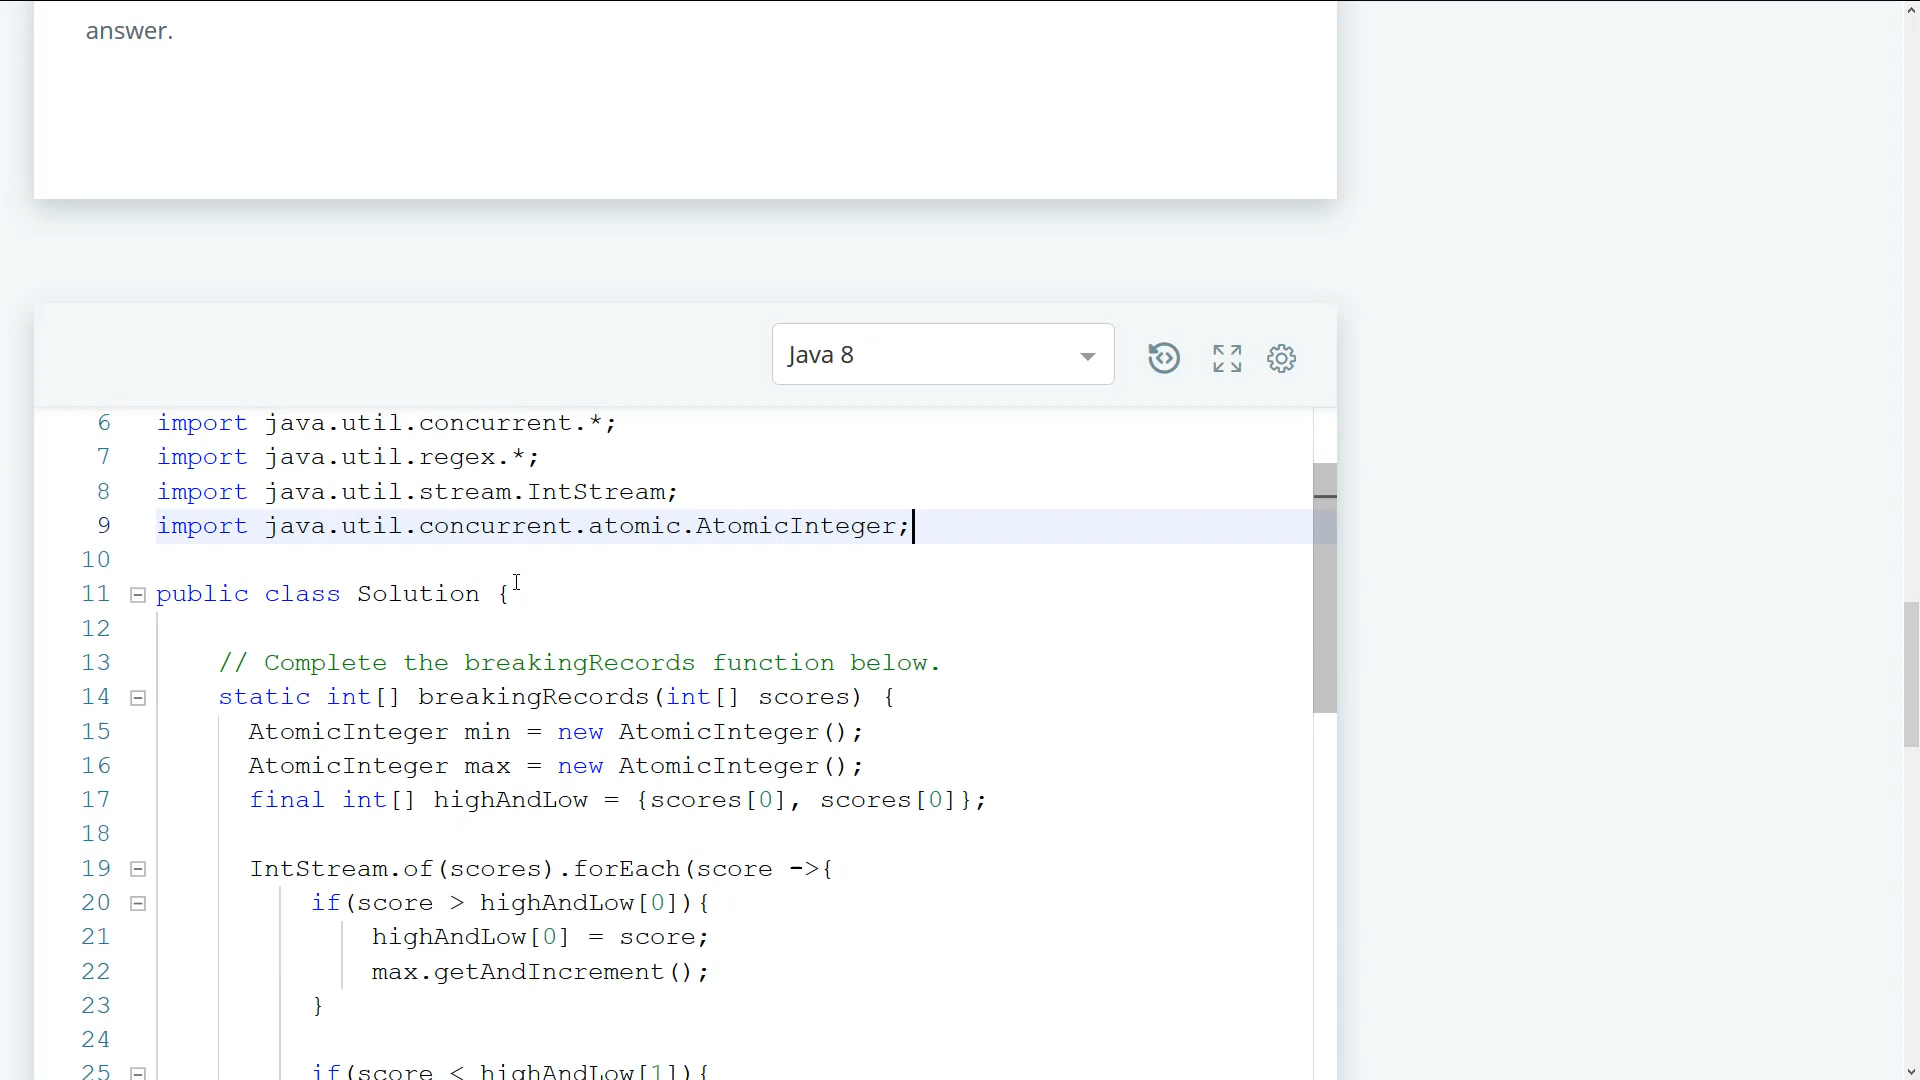 answer.
Java 8
6 import java.util.concurrent.*;
7 import java.util.regex.*;
8 import java.util.stream.IntStream;
9 import java.util.concurrent.atomic.AtomicInteger;
10
11 public class Solution {
12
13 // Complete the breakingRecords function below.
14 static int[] breakingRecords(int[] scores) {
15 AtomicInteger min = new AtomicInteger();
16 AtomicInteger max = new AtomicInteger();
17 final int[] highAndLow = {scores[0], scores[0]};
18
19 IntStream.of(scores).forEach(score ->{
20 if(score > highAndLow[0]){
21 highAndLow[0] = score;
22 max.getAndIncrement();
23 }
24
25 if(score < highAndLow[1]){